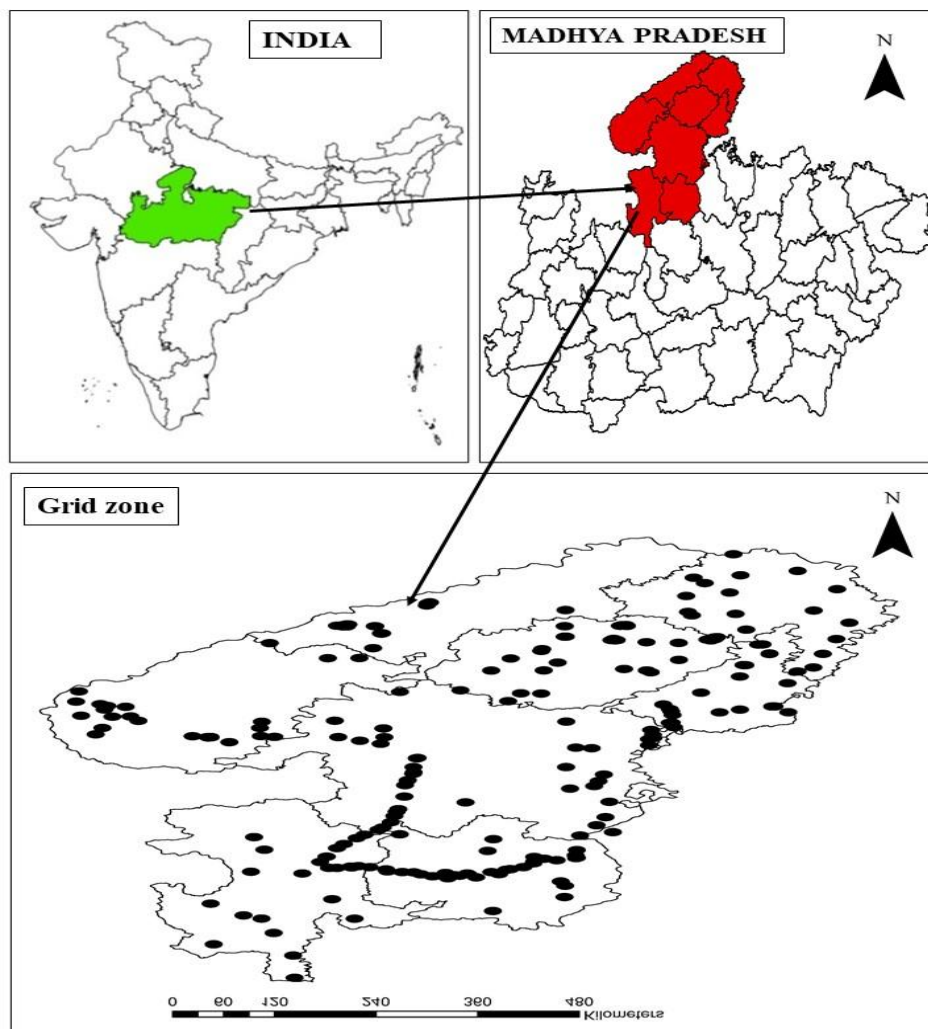 INDIA
MADHYA PRADESH
N
Grid zone
N
0 60 120 240 360 480
Kilometers